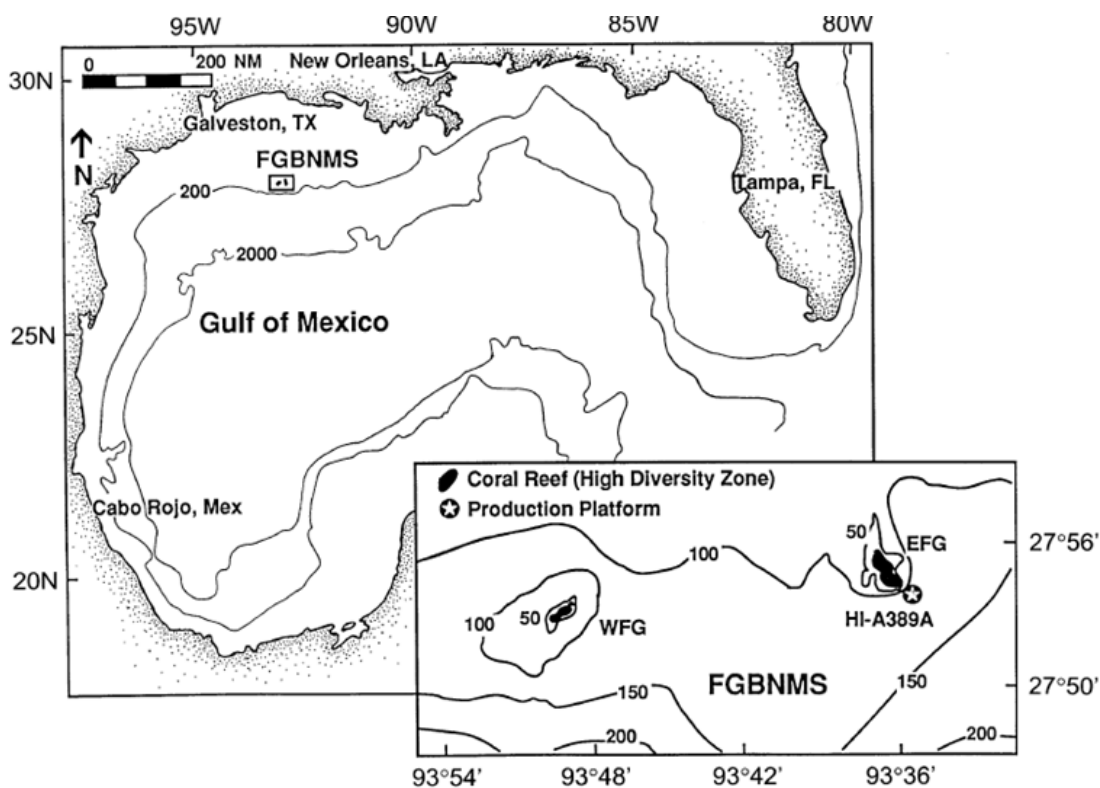 95W 90W 85W 80W
0 200 NM New Orleans, LA
30N
Galveston, TX
N
FGBNMS
200
Tampa, FL
2000
25N
Gulf of Mexico
Cabo Rojo, Mex
20N
Coral Reef (High Diversity Zone)
Production Platform
50 EFG
27°56'
100
HI-A389A
100 50 WFG
FGBNMS
150
27°50'
150
200
200
93°54' 93°48' 93°42' 93°36'